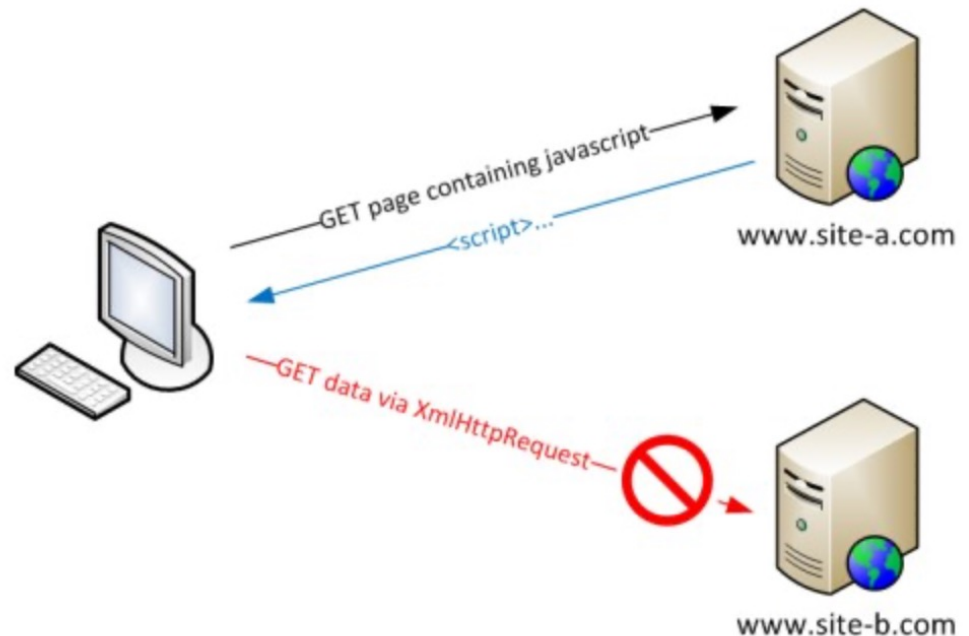 GET page containing javascript
www.site-a.com
<script>...
GET data via XmlHttpRequest
www.site-b.com